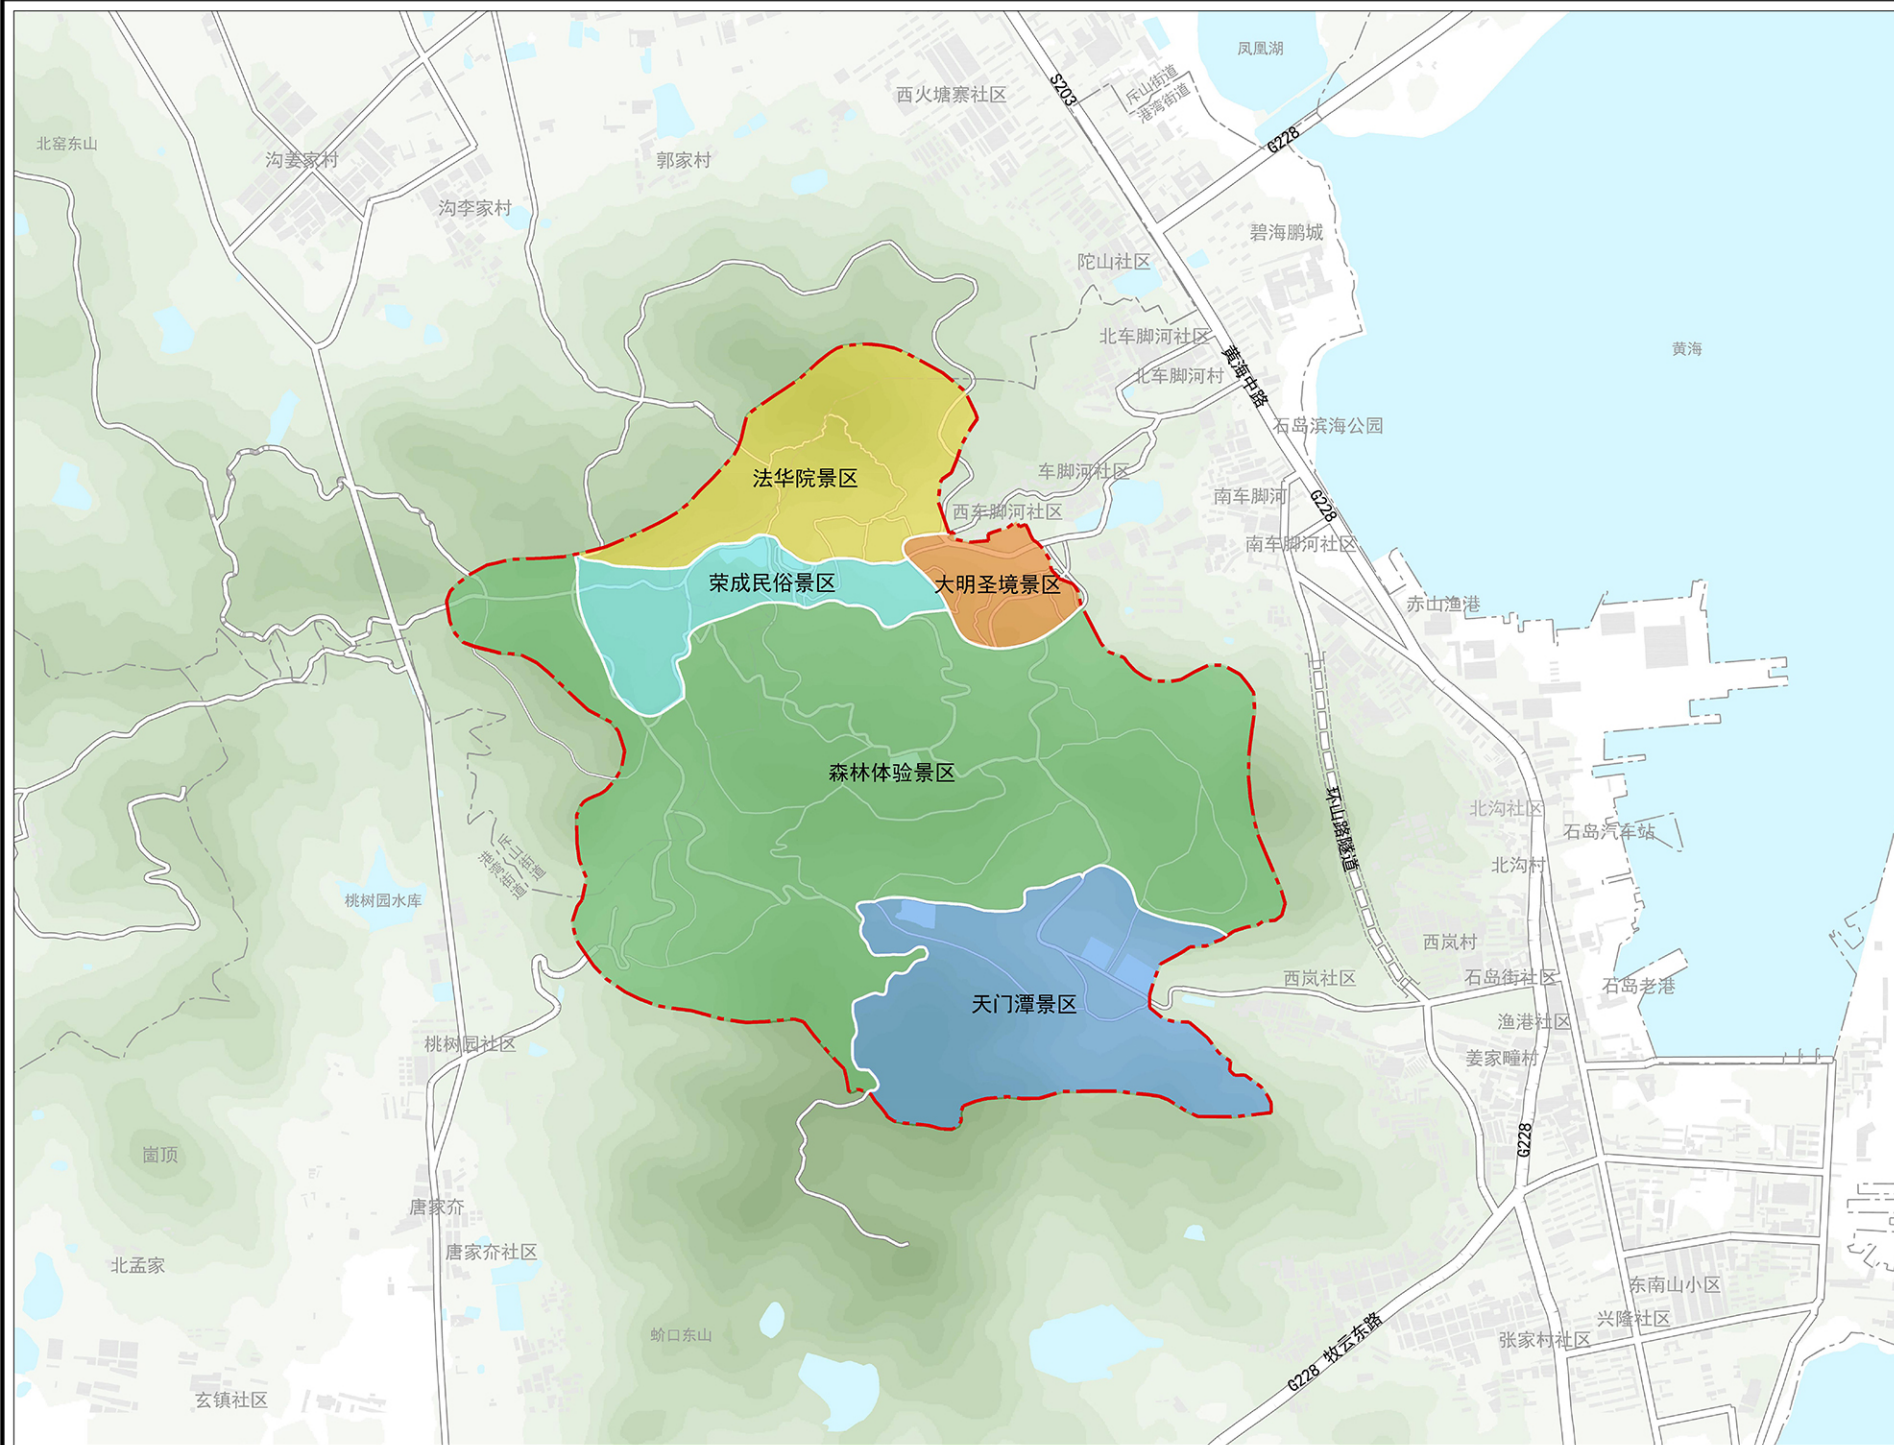 凤凰湖
S203
斥山街道
港湾街道
西火塘寨社区
G228
北窑东山
沟姜家村
郭家村
沟李家村
碧海鹏城
陀山社区
北车脚河社区
黄海
黄海中路
北车脚河村
石岛滨海公园
车脚河社区
法华院景区
南车脚河
G228
西车脚河社区
南车脚河社区
荣成民俗景区
大明圣境景区
赤山渔港
森林体验景区
环山路隧道
北沟社区
石岛汽车站
斥山街道
港湾街道
北沟村
桃树园水库
西岚村
西岚社区
石岛街社区
石岛老港
天门潭景区
渔港社区
桃树园社区
姜家疃村
G228
崮顶
唐家夼
唐家夼社区
北孟家
东南山小区
兴隆社区
蚧口东山
张家村社区
G228 牧云东路
玄镇社区